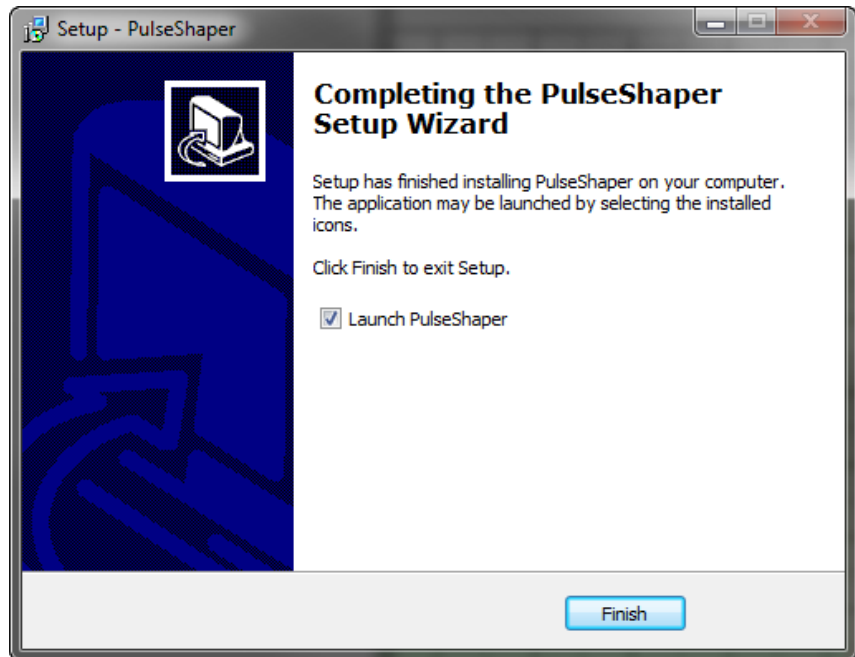 Setup - PulseShaper
Completing the PulseShaper
Setup Wizard
Setup has finished installing PulseShaper on your computer.
The application may be launched by selecting the installed
icons.
Click Finish to exit Setup.
Launch PulseShaper
Finish